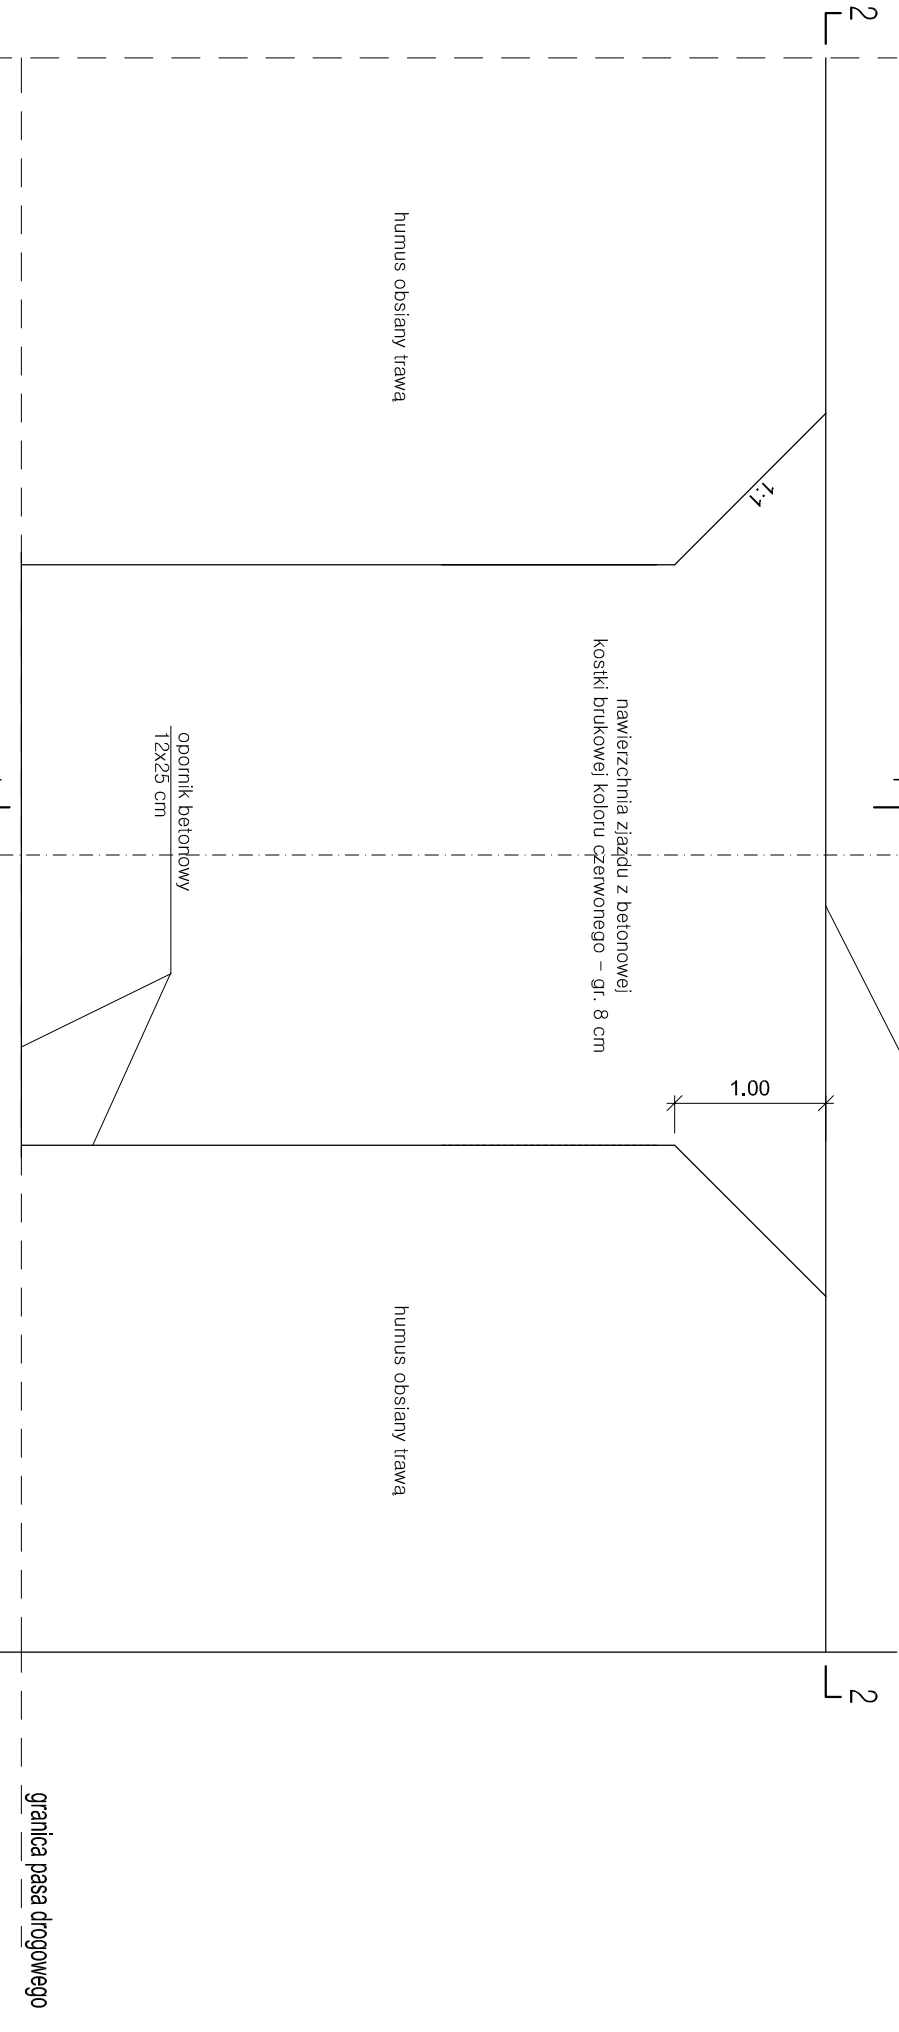 2
2
humus obsiany trawą
1:1
nawierzchnia zjazdu z betonowej
kostki brukowej koloru czerwonego – gr. 8 cm
opornik betonowy
12x25 cm
1.00
humus obsiany trawą
granica pasa drogowego